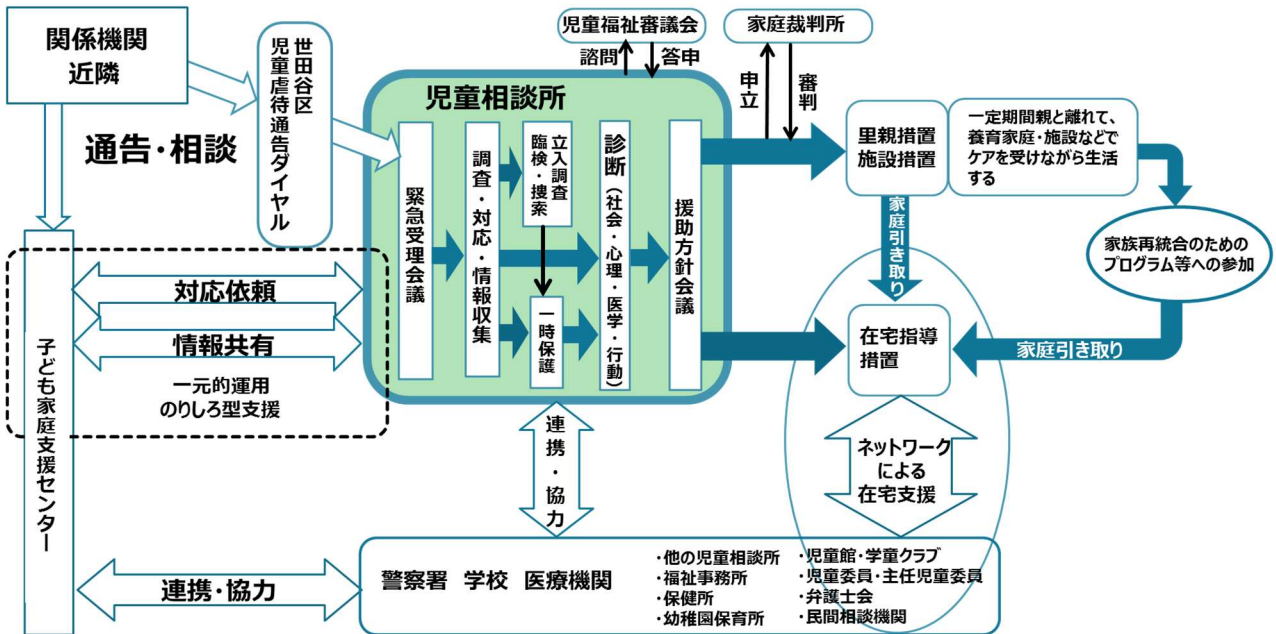 関係機関
近隣
世田谷区
児童虐待通告ダイヤル
通告・相談
児童福祉審議会
諮問
答申
家庭裁判所
申立
審判
児童相談所
緊急受理会議
調査・対応・情報収集
立入調査
臨検・捜索
一時保護
診断(社会・心理・医学・行動)
援助方針会議
里親措置
施設措置
一定期間親と離れて、
養育家庭・施設などで
ケアを受けながら生活
する
家庭引き取り
家族再統合のための
プログラム等への参加
家庭引き取り
在宅指導
措置
対応依頼
情報共有
一元的運用
のりしろ型支援
子ども家庭支援センター
連携・協力
ネットワーク
による
在宅支援
連携・協力
警察署 学校 医療機関
・他の児童相談所
・福祉事務所
・保健所
・幼稚園保育所
・児童館・学童クラブ
・児童委員・主任児童委員
・弁護士会
・民間相談機関